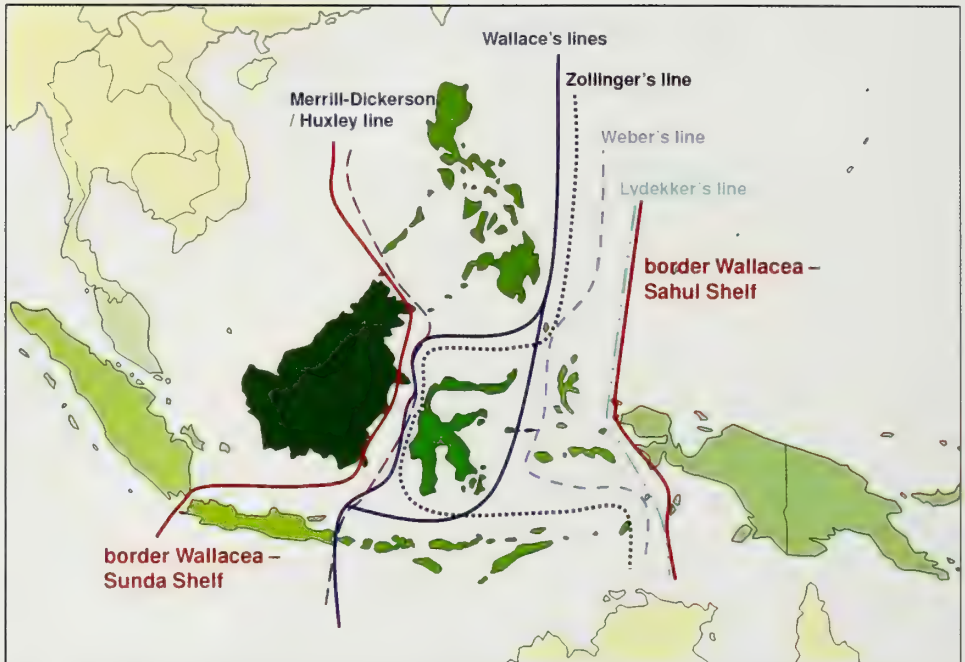 Wallace's lines
Zollinger's line
Merrill-Dickerson
/ Huxley line
Weber's line
Lydekker's line
border Wallacea –
Sahul Shelf
border Wallacea –
Sunda Shelf